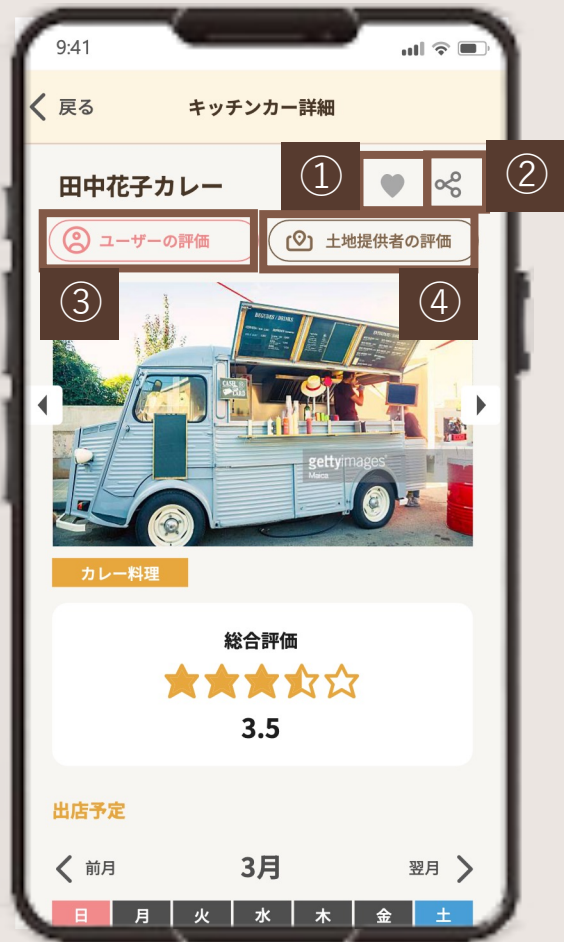 9:41
戻る
キッチンカー詳細
田中花子カレー
①
②
ユーザーの評価
土地提供者の評価
③
④
CASH & CARD
gettyimages®
Maica
カレー料理
総合評価
3.5
出店予定
前月
3月
翌月
日 月 火 水 木 金 土